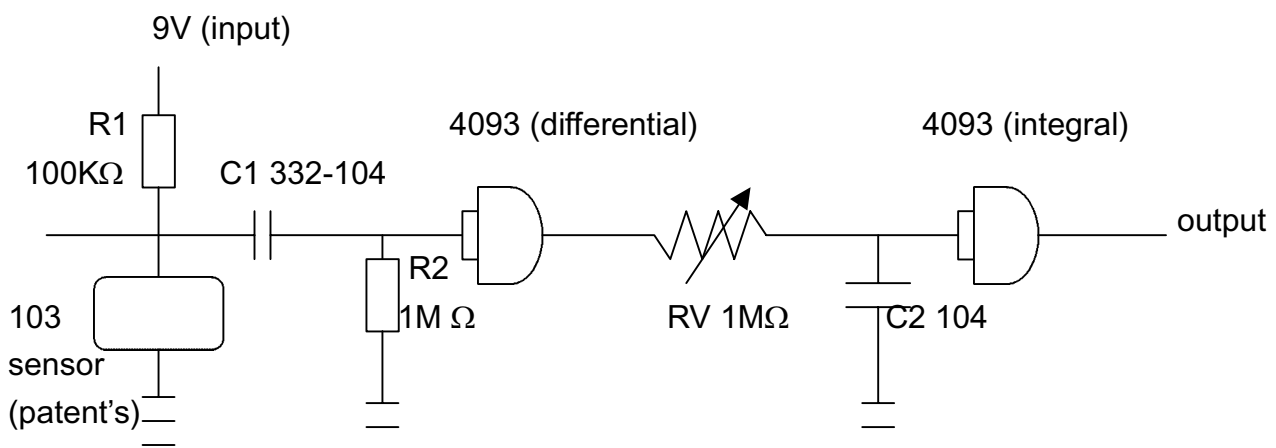 9V (input)
R1
100KΩ
C1 332-104
4093 (differential)
4093 (integral)
output
R2
1M Ω
RV 1MΩ
C2 104
103
sensor
(patent's)